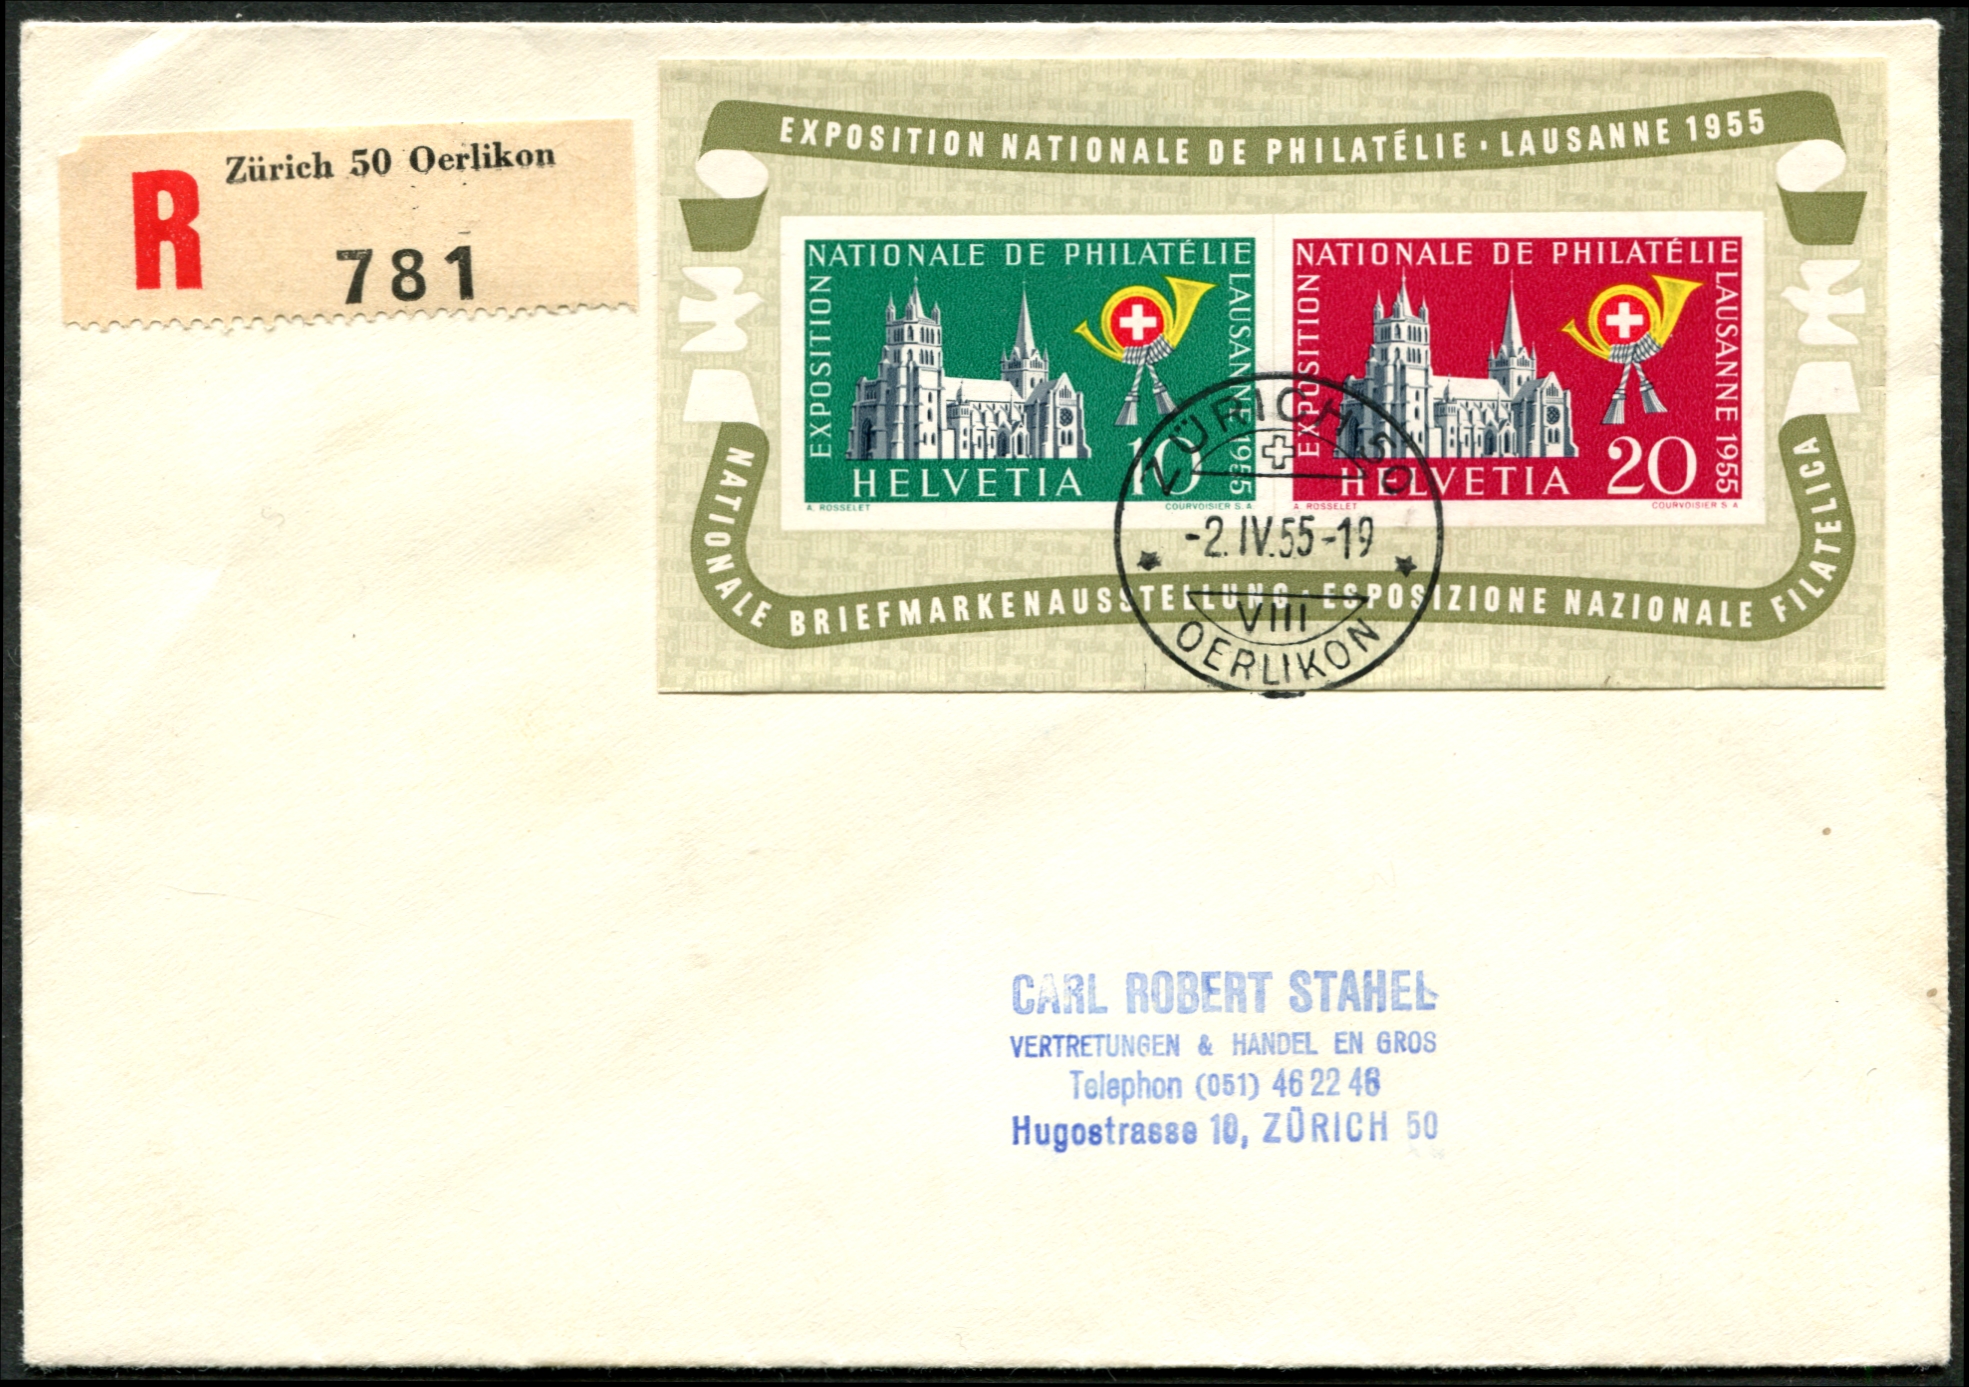 Zürich 50 Oerlikon
R
781
EXPOSITION NATIONALE DE PHILATÉLIE · LAUSANNE 1955
NATIONALE DE PHILATÉLIE
EXPOSITION
LAUSANNE 1955
HELVETIA 10
A. ROSSELET
COURVOISIER S.A.
NATIONALE DE PHILATÉLIE
EXPOSITION
LAUSANNE 1955
HELVETIA 20
A. ROSSELET
COURVOISIER S.A.
NATIONALE BRIEFMARKENAUSSTELLUNG · ESPOSIZIONE NAZIONALE FILATELICA
ZÜRICH 50
-2.IV.55-19
VIII
OERLIKON
CARL ROBERT STAHEL
VERTRETUNGEN & HANDEL EN GROS
Telephon (051) 46 22 48
Hugostrasse 10, ZÜRICH 50